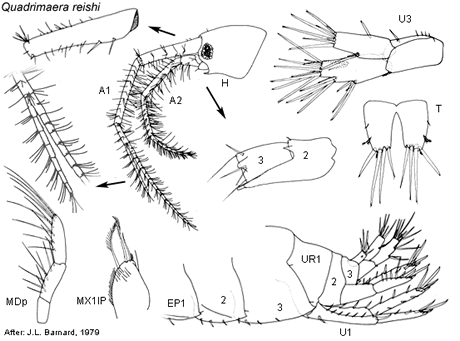 Quadrimaera reishi
U3
A1
A2
H
T
3
2
MDp
MX1IP
EP1
2
3
UR1
2
3
U1
After: J.L. Barnard, 1979